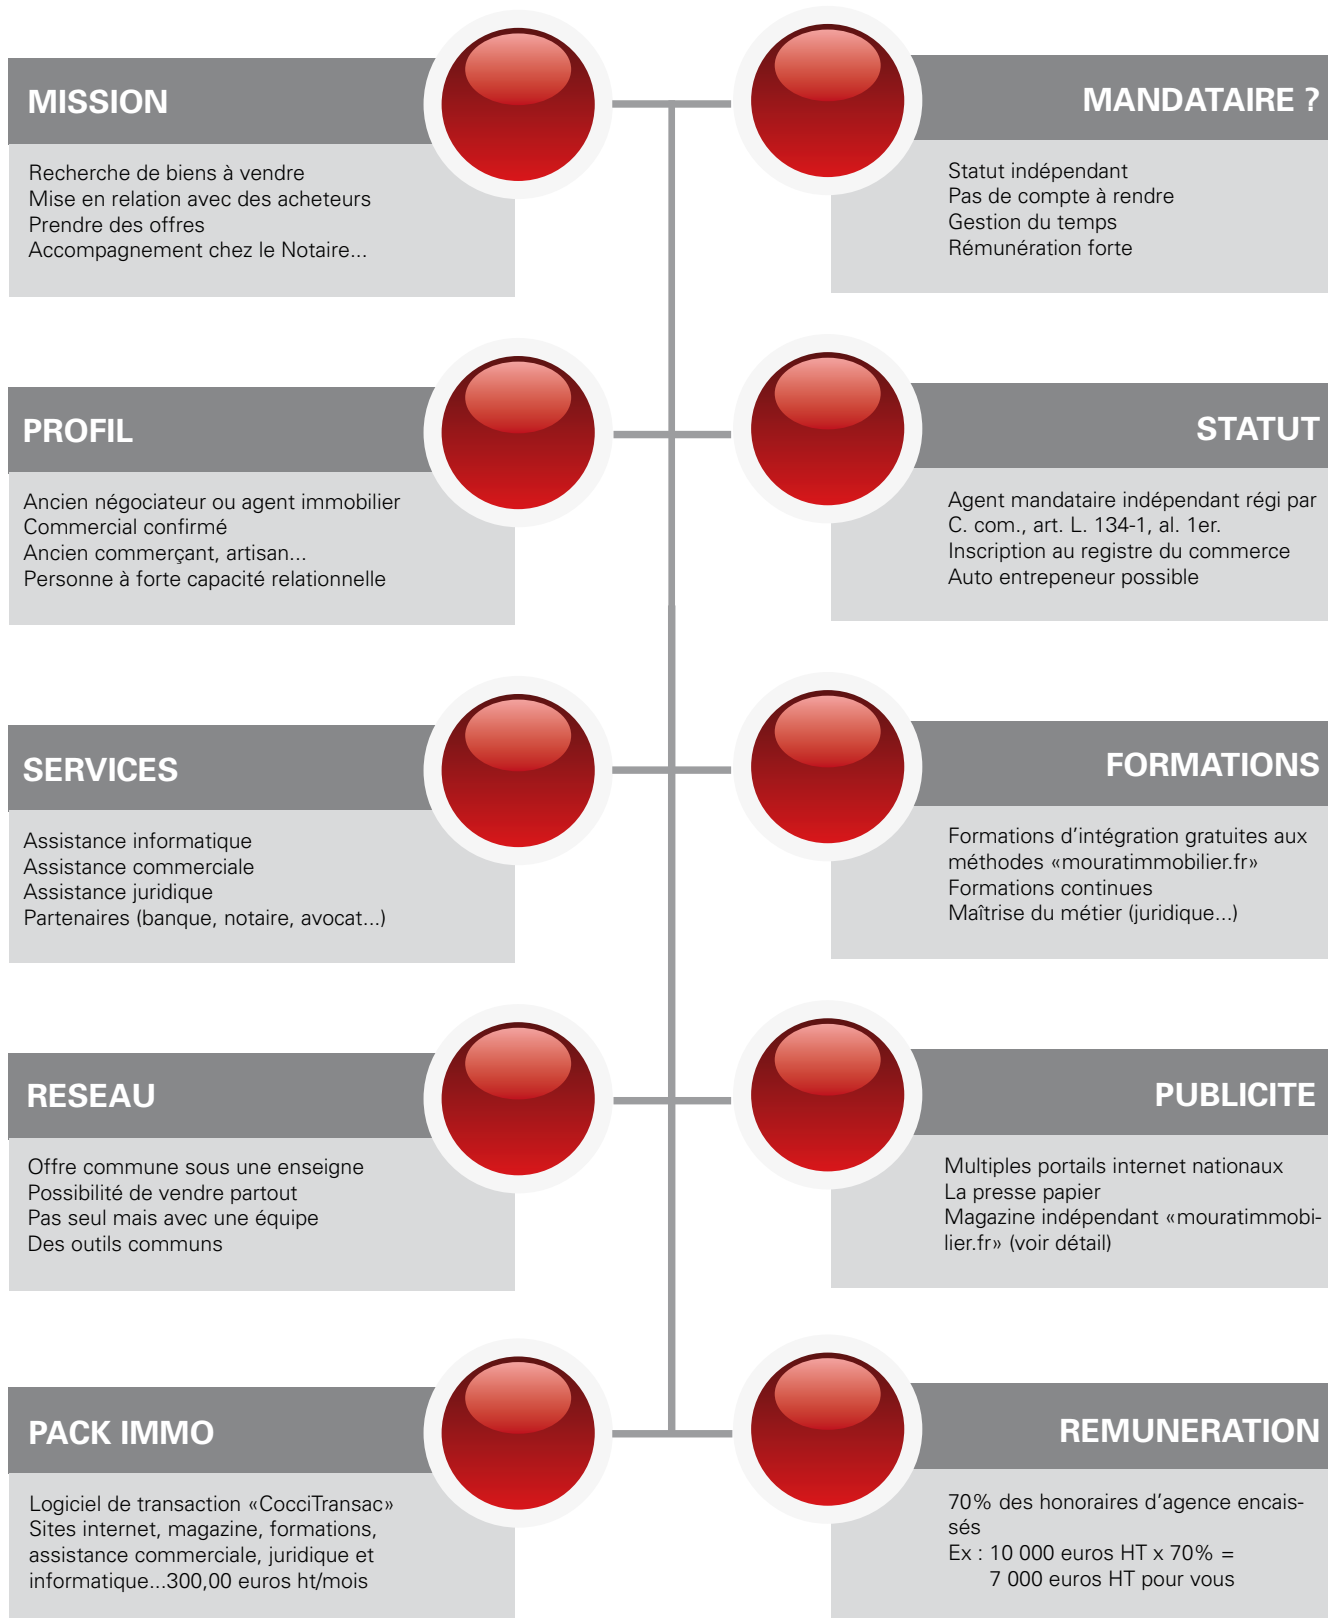 MISSION
Recherche de biens à vendre
Mise en relation avec des acheteurs
Prendre des offres
Accompagnement chez le Notaire...
MANDATAIRE ?
Statut indépendant
Pas de compte à rendre
Gestion du temps
Rémunération forte
PROFIL
Ancien négociateur ou agent immobilier
Commercial confirmé
Ancien commerçant, artisan...
Personne à forte capacité relationnelle
STATUT
Agent mandataire indépendant régi par
C. com., art. L. 134-1, al. 1er.
Inscription au registre du commerce
Auto entrepeneur possible
SERVICES
Assistance informatique
Assistance commerciale
Assistance juridique
Partenaires (banque, notaire, avocat...)
FORMATIONS
Formations d’intégration gratuites aux
méthodes «mouratimmobilier.fr»
Formations continues
Maîtrise du métier (juridique...)
RESEAU
Offre commune sous une enseigne
Possibilité de vendre partout
Pas seul mais avec une équipe
Des outils communs
PUBLICITE
Multiples portails internet nationaux
La presse papier
Magazine indépendant «mouratimmobi-
lier.fr» (voir détail)
PACK IMMO
Logiciel de transaction «CocciTransac»
Sites internet, magazine, formations,
assistance commerciale, juridique et
informatique...300,00 euros ht/mois
REMUNERATION
70% des honoraires d’agence encais-
sés
Ex : 10 000 euros HT x 70% =
7 000 euros HT pour vous